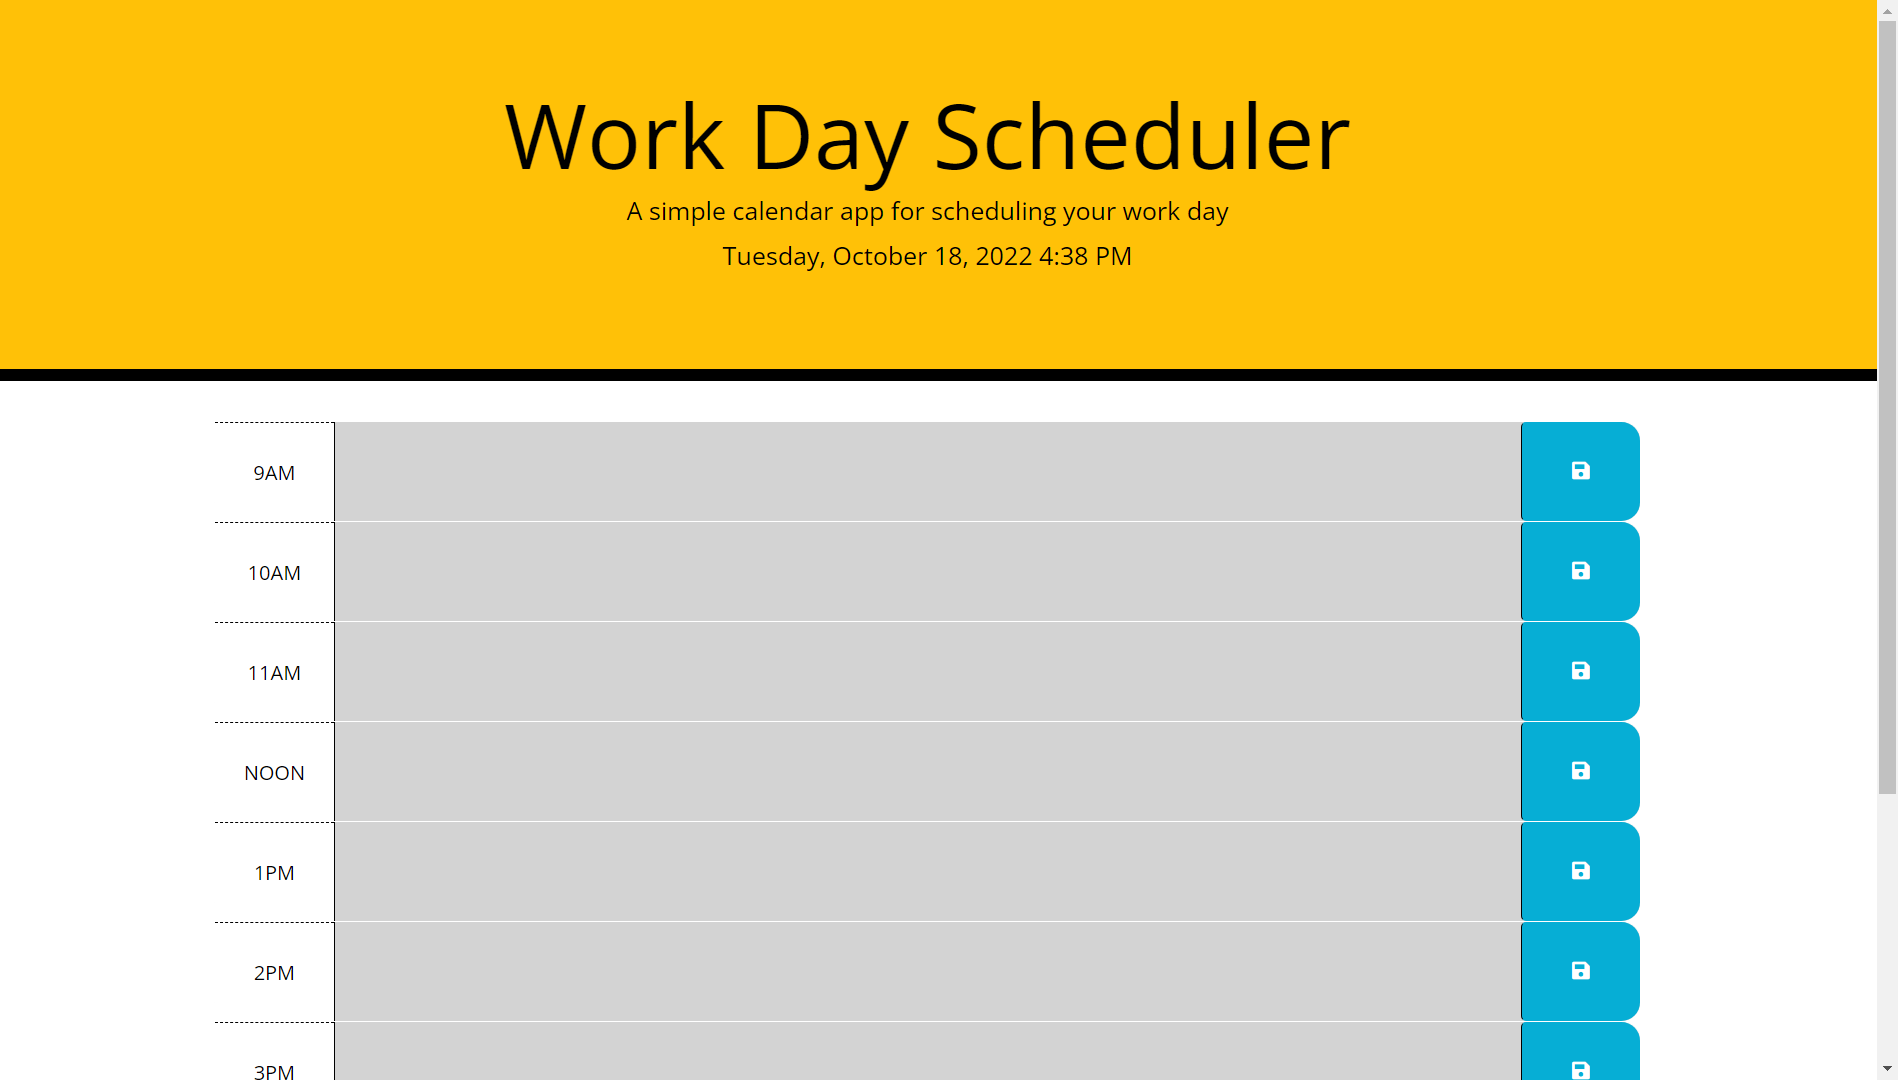 Work Day Scheduler
A simple calendar app for scheduling your work day
Tuesday, October 18, 2022 4:38 PM
9AM
10AM
11AM
NOON
1PM
2PM
3PM